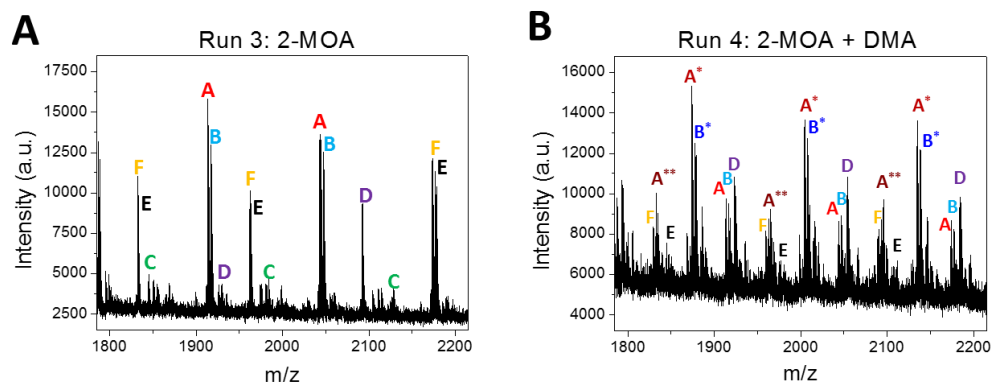 A
Run 3: 2-MOA
17500
15000
12500
10000
7500
5000
2500
Intensity (a.u.)
F
E
C
A
B
D
F
E
C
A
B
D
C
F
E
1800
1900
2000
2100
2200
m/z
B
Run 4: 2-MOA + DMA
16000
14000
12000
10000
8000
6000
4000
Intensity (a.u.)
F
A**
E
A*
B*
A
B
D
F
A**
E
A*
B*
A
B
D
F
A**
E
A*
B*
A
B
D
1800
1900
2000
2100
2200
m/z